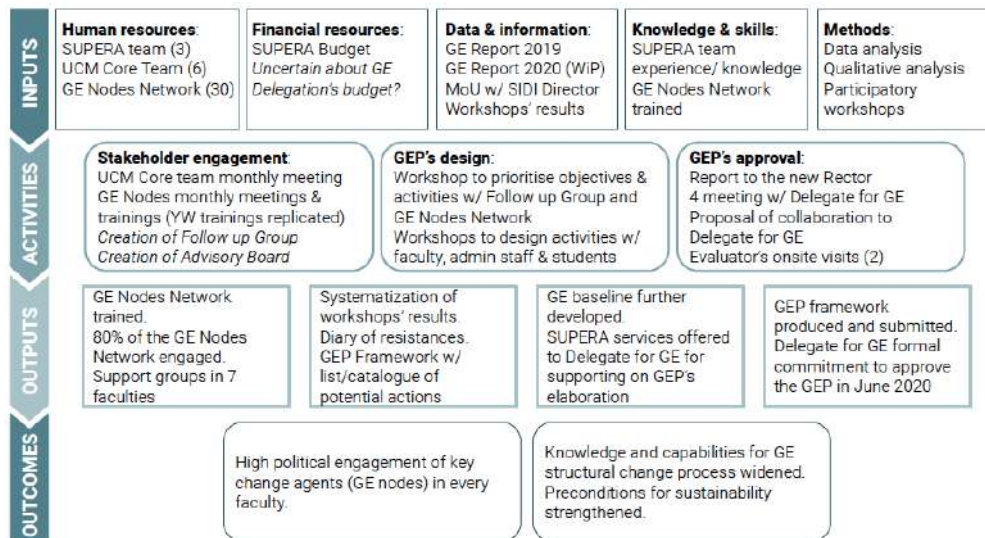 INPUTS
Human resources:
SUPERA team (3)
UCM Core Team (6)
GE Nodes Network (30)
Financial resources:
SUPERA Budget
Uncertain about GE
Delegation's budget?
Data & information:
GE Report 2019
GE Report 2020 (WiP)
MoU w/ SIDI Director
Workshops' results
Knowledge & skills:
SUPERA team
experience/ knowledge
GE Nodes Network
trained
Methods:
Data analysis
Qualitative analysis
Participatory
workshops
ACTIVITIES
Stakeholder engagement:
UCM Core team monthly meeting
GE Nodes monthly meetings &
trainings (YW trainings replicated)
Creation of Follow up Group
Creation of Advisory Board
GEP's design:
Workshop to prioritise objectives &
activities w/ Follow up Group and
GE Nodes Network
Workshops to design activities w/
faculty, admin staff & students
GEP's approval:
Report to the new Rector
4 meeting w/ Delegate for GE
Proposal of collaboration to
Delegate for GE
Evaluator's onsite visits (2)
OUTPUTS
GE Nodes Network
trained.
80% of the GE Nodes
Network engaged.
Support groups in 7
faculties
Systematization of
workshops' results.
Diary of resistances.
GEP Framework w/
list/catalogue of
potential actions
GE baseline further
developed.
SUPERA services offered
to Delegate for GE for
supporting on GEP's
elaboration
GEP framework
produced and submitted.
Delegate for GE formal
commitment to approve
the GEP in June 2020
OUTCOMES
High political engagement of key
change agents (GE nodes) in every
faculty.
Knowledge and capabilities for GE
structural change process widened.
Preconditions for sustainability
strengthened.